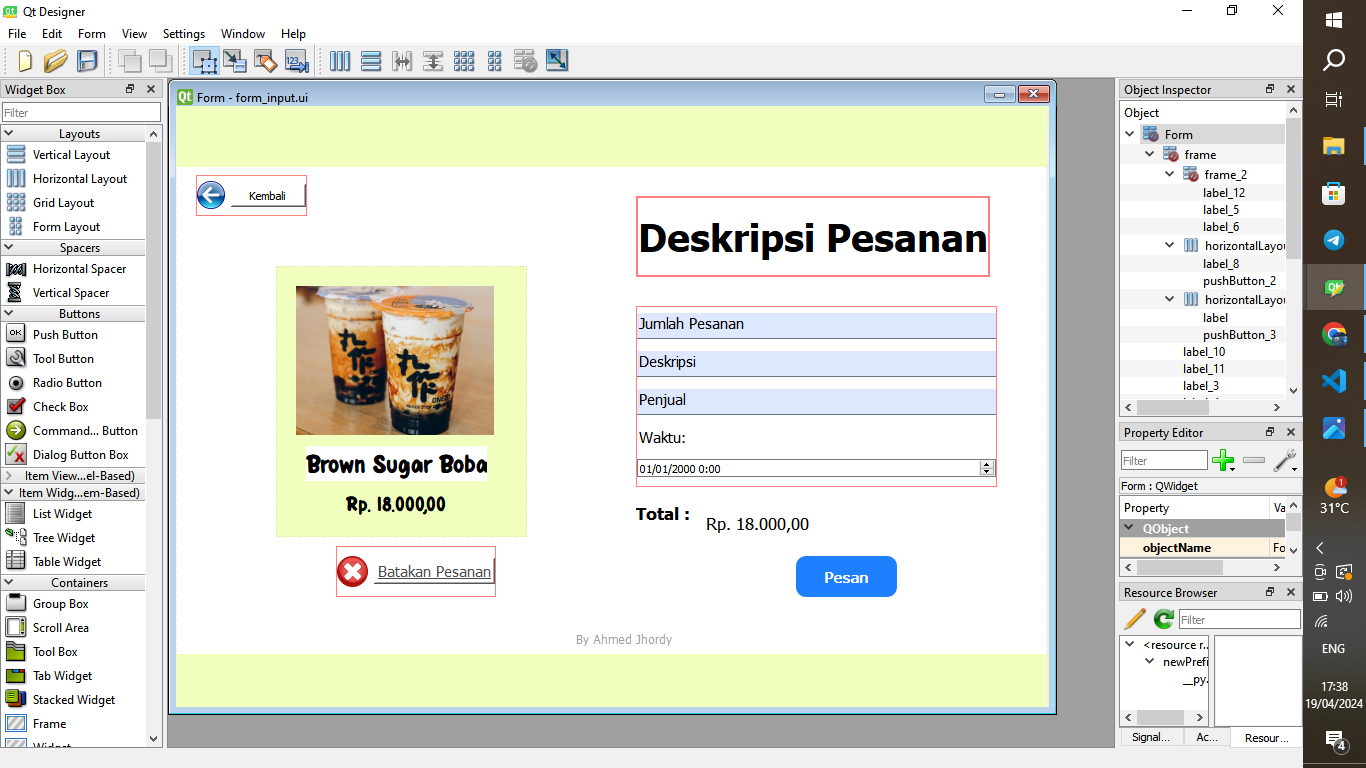 Qt Designer
File Edit Form View Settings Window Help
Widget Box
Filter
Layouts
Vertical Layout
Horizontal Layout
Grid Layout
Form Layout
Spacers
Horizontal Spacer
Vertical Spacer
Buttons
OK Push Button
Tool Button
Radio Button
Check Box
Command... Button
Dialog Button Box
Item View...el-Based)
Item Widg...em-Based)
List Widget
Tree Widget
Table Widget
Containers
Group Box
Scroll Area
Tool Box
Tab Widget
Stacked Widget
Frame
Widget
Qt Form - form_input.ui
Kembali
Deskripsi Pesanan
九作
九作
Brown Sugar Boba
Rp. 18.000,00
Batakan Pesanan
Jumlah Pesanan
Deskripsi
Penjual
Waktu:
01/01/2000 0:00
Total :
Rp. 18.000,00
Pesan
By Ahmed Jhordy
Object Inspector
Object
Form
frame
frame_2
label_12
label_5
label_6
horizontalLayou
label_8
pushButton_2
horizontalLayou
label
pushButton_3
label_10
label_11
label_3
Property Editor
Filter
Form : QWidget
Property Va
QObject
objectName Fo
Resource Browser
Filter
<resource r...
newPrefi
__py.
Signal... Ac... Resour...
1
31°C
ENG
17:38
19/04/2024
4